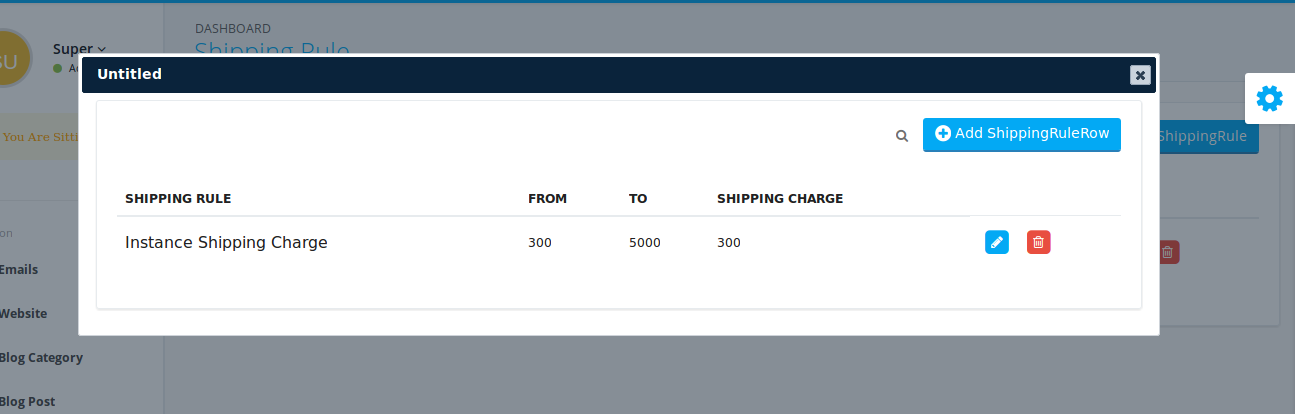 DASHBOARD
Shipping Rule
SU
Super
You Are Sitti
on
Emails
Website
Blog Category
Blog Post
Untitled
Add ShippingRuleRow
SHIPPING RULE FROM TO SHIPPING CHARGE
Instance Shipping Charge 300 5000 300
ShippingRule